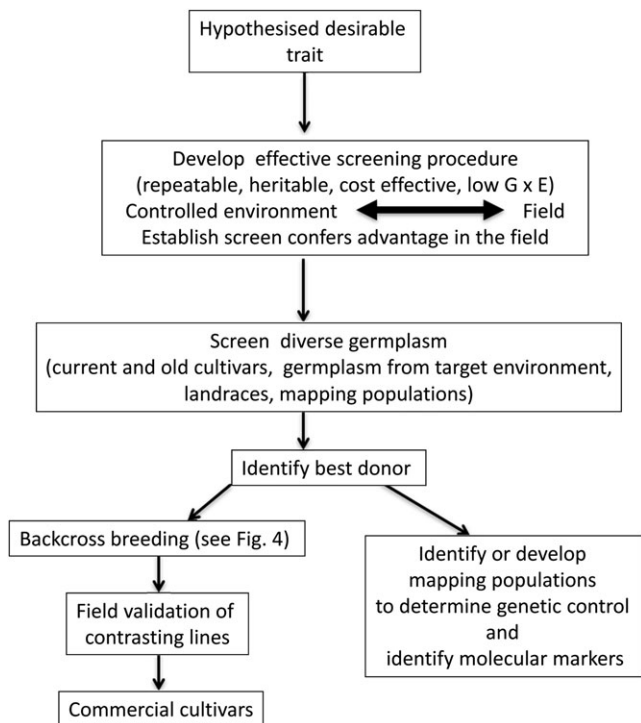 Hypothesised desirable
trait
Develop effective screening procedure
(repeatable, heritable, cost effective, low G x E)
Controlled environment Field
Establish screen confers advantage in the field
Screen diverse germplasm
(current and old cultivars, germplasm from target environment,
landraces, mapping populations)
Identify best donor
Backcross breeding (see Fig. 4)
Field validation of
contrasting lines
Commercial cultivars
Identify or develop
mapping populations
to determine genetic control
and
identify molecular markers